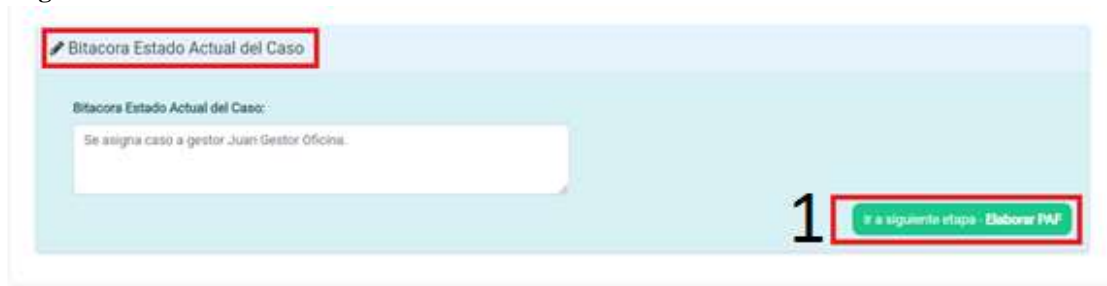 Bitacora Estado Actual del Caso
Bitacora Estado Actual del Caso:
Se asigna caso a gestor Juan Gestor Oficina.
1
Ir a siguiente etapa - Elaborar PAF